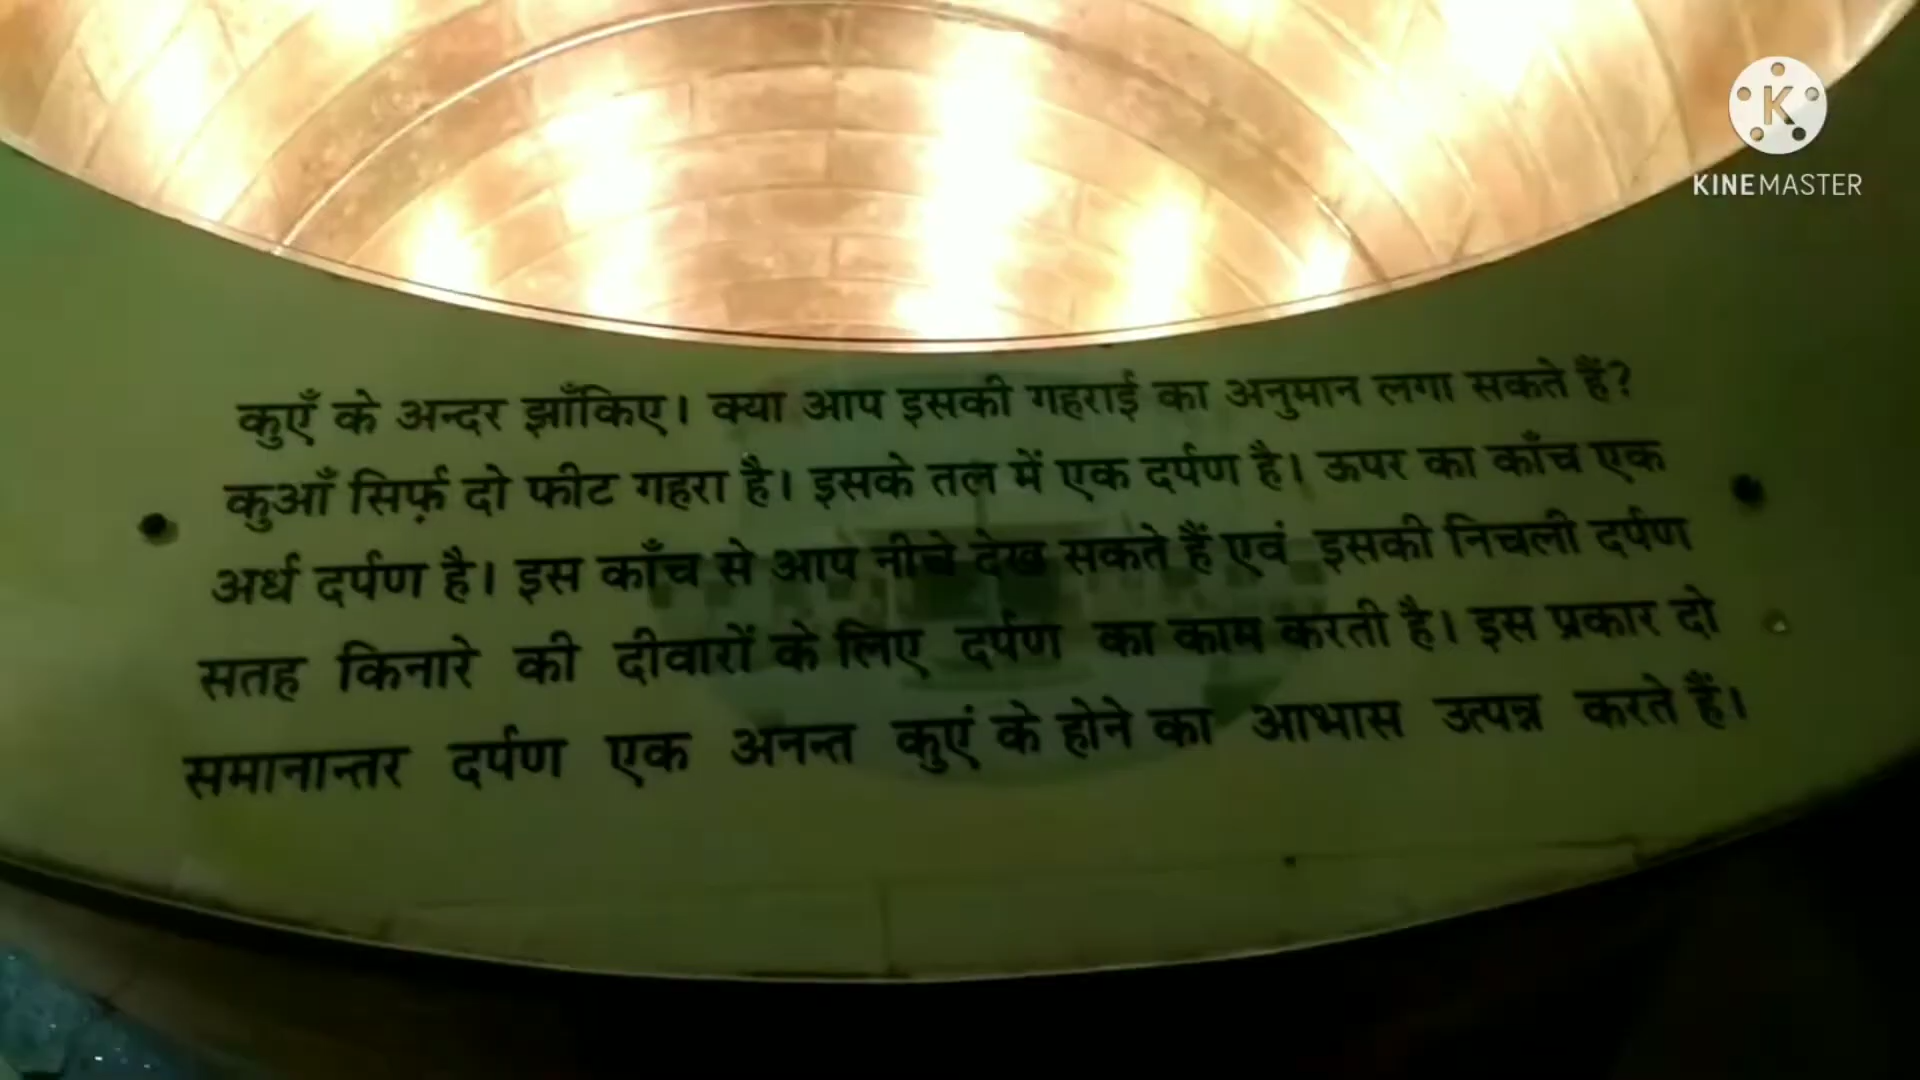 K
KINEMASTER
कुएँ के अन्दर झाँकिए। क्या आप इसकी गहराई का अनुमान लगा सकते हैं?
कुआँ सिर्फ़ दो फीट गहरा है। इसके तल में एक दर्पण है। ऊपर का काँच एक
अर्ध दर्पण है। इस काँच से आप नीचे देख सकते हैं एवं इसकी निचली दर्पण
सतह किनारे की दीवारों के लिए दर्पण का काम करती है। इस प्रकार दो
समानान्तर दर्पण एक अनन्त कुएं के होने का आभास उत्पन्न करते हैं।